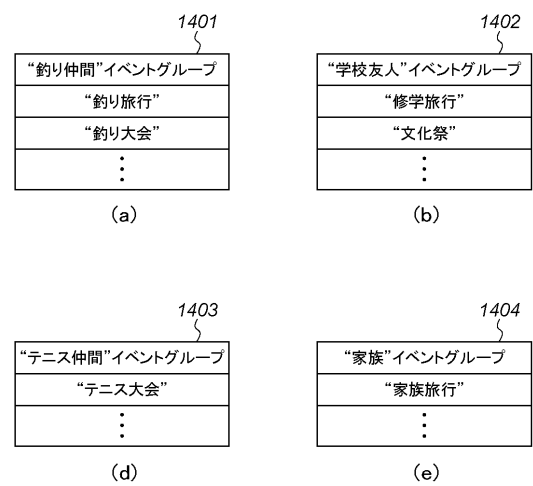 1401
“釣り仲間”イベントグループ
“釣り旅行”
“釣り大会”
(a)
1402
“学校友人”イベントグループ
“修学旅行”
“文化祭”
(b)
1403
“テニス仲間”イベントグループ
“テニス大会”
(d)
1404
“家族”イベントグループ
“家族旅行”
(e)